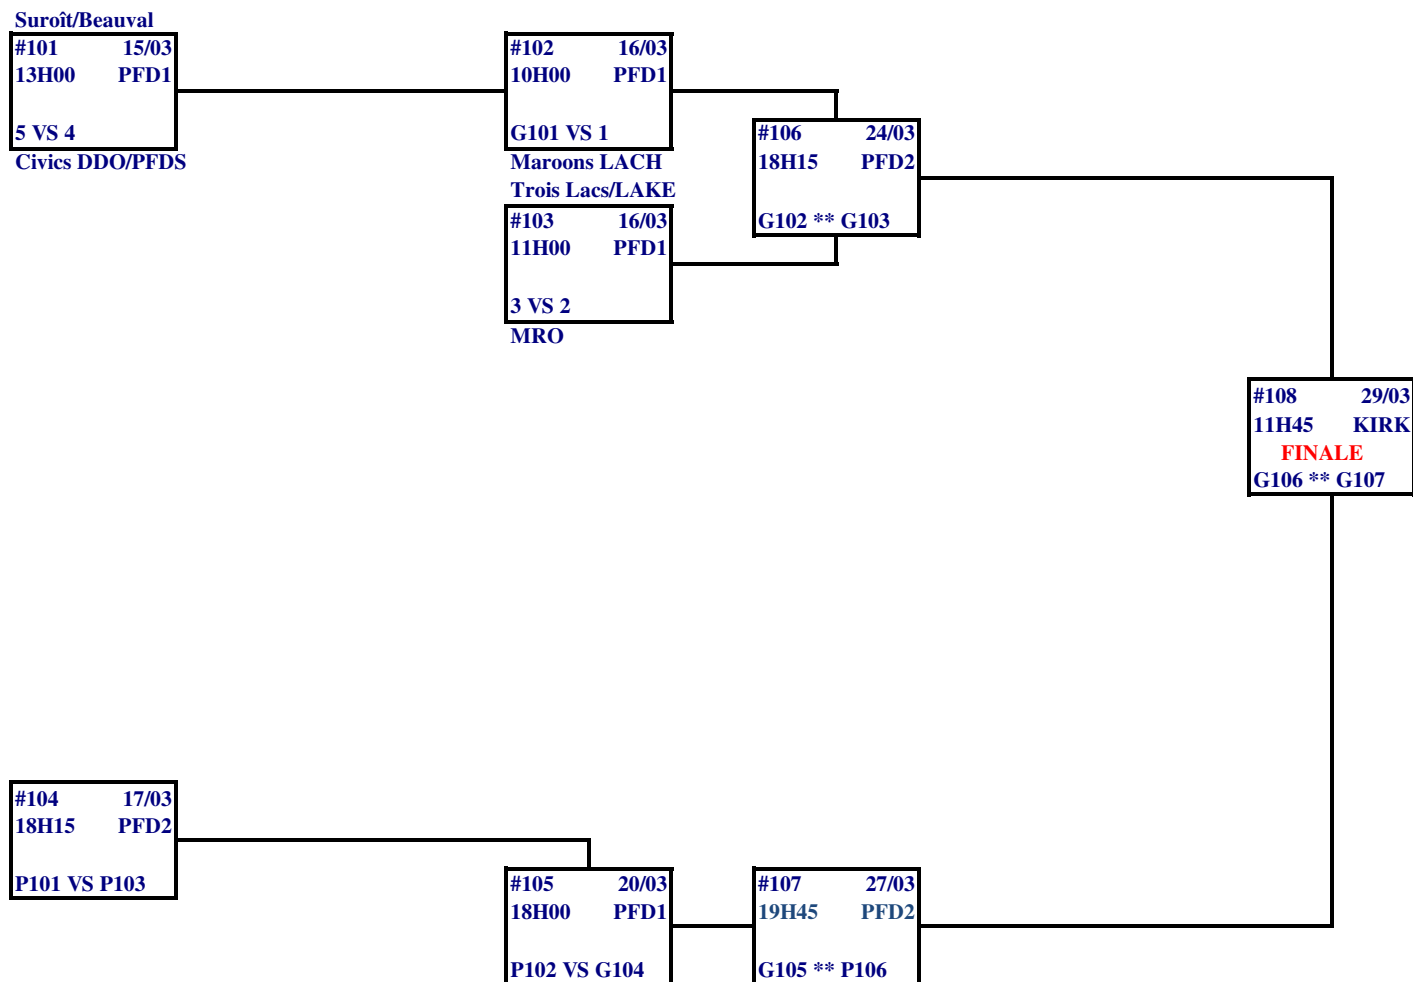 Suroît/Beauval
#101 15/03
13H00 PFD1
5 VS 4
Civics DDO/PFDS
#102 16/03
10H00 PFD1
G101 VS 1
Maroons LACH
Trois Lacs/LAKE
#103 16/03
11H00 PFD1
3 VS 2
MRO
#106 24/03
18H15 PFD2
G102 ** G103
#108 29/03
11H45 KIRK
FINALE
G106 ** G107
#104 17/03
18H15 PFD2
P101 VS P103
#105 20/03
18H00 PFD1
P102 VS G104
#107 27/03
19H45 PFD2
G105 ** P106